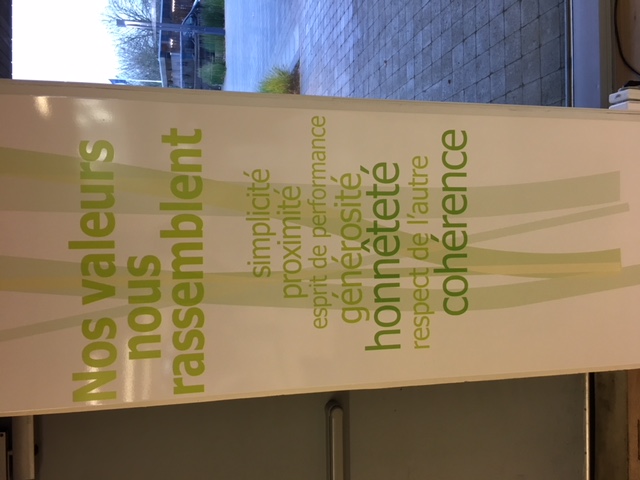 Nos valeurs
nous
rassemblent
simplicité
proximité
esprit de performance
générosité
honnêteté
respect de l'autre
cohérence